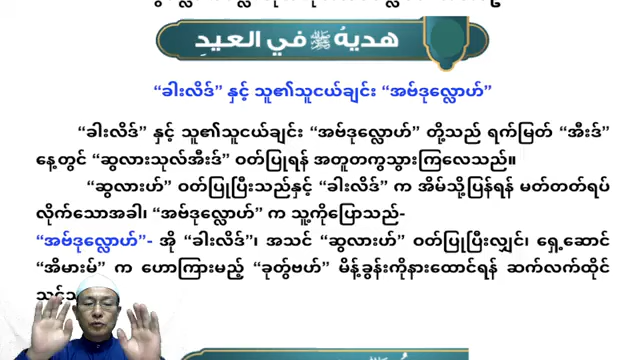 هديهُ ﷺ في العيدِ
“ခါးလိဒ်” နှင့် သူ၏သူငယ်ချင်း “အဗ်ဒုလ္လောဟ်”
“ခါးလိဒ်” နှင့် သူ၏သူငယ်ချင်း “အဗ်ဒုလ္လောဟ်” တို့သည် ရက်မြတ် “အီးဒ်”
နေ့တွင် “ဆွလားသုလ်အီးဒ်” ဝတ်ပြုရန် အတူတကွသွားကြလေသည်။
“ဆွလားဟ်” ဝတ်ပြုပြီးသည်နှင့် “ခါးလိဒ်” က အိမ်သို့ပြန်ရန် မတ်တတ်ရပ်
လိုက်သောအခါ၊ “အဗ်ဒုလ္လောဟ်” က သူ့ကိုပြောသည်-
“အဗ်ဒုလ္လောဟ်”- အို “ခါးလိဒ်”၊ အသင် “ဆွလားဟ်” ဝတ်ပြုပြီးလျှင်၊ ရှေ့ဆောင်
“အိမားမ်” က ဟောကြားမည့် “ခုတ်ွဗဟ်” မိန့်ခွန်းကိုနားထောင်ရန် ဆက်လက်ထိုင်